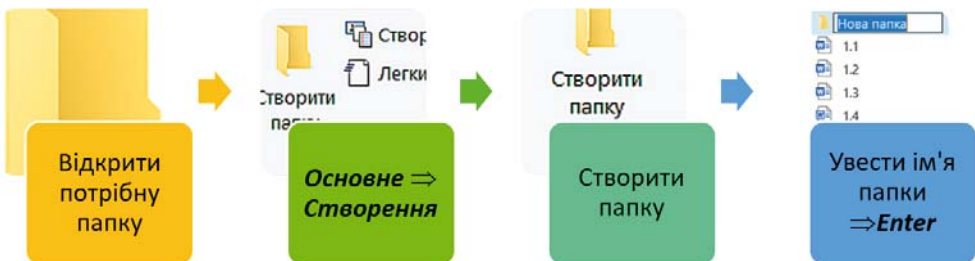 Створити
папку
Створ
Легки
Створити
папку
Нова папка
1.1
1.2
1.3
1.4
Відкрити
потрібну
папку
Основне ⇒
Створення
Створити
папку
Увести ім'я
папки
⇒Enter